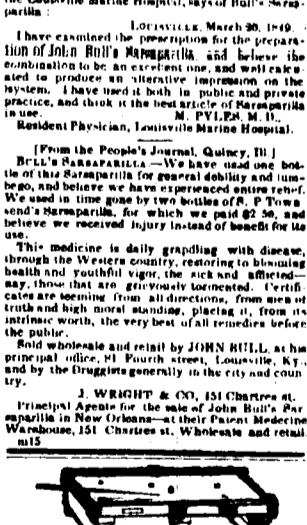 the Louisville Marine Hospital, says of Bull's Sarsaparilla :
LOUISVILLE, March 20, 1849.
I have examined the prescription for the prepara-
tion of John Bull's Sarsaparilla, and believe the
combination to be an excellent one, and well calcu-
ated to produce an alterative impression on the
system. I have used it both in public and private
practice, and think it the best article of Sarsaparilla
in use. M. PYLES, M. D.,
Resident Physician, Louisville Marine Hospital.
[From the People's Journal, Quincy, Ill]
BULL'S SARSAPARILLA.—We have used one bot-
tle of this Sarsaparilla for general debility and lum-
bego, and believe we have experienced entire relief.
We used in time gone by two bottles of S. P Town
send's Sarsaparilla, for which we paid $2 50, and
believe we received injury instead of benefit for its
use.
This medicine is daily grappling with disease,
through the Western country, restoring to blooming
health and youthful vigor, the sick and afflicted—
nay, those that are grievously tormented. Certifi-
cates are teeming from all directions, from men of
truth and high moral standing, placing it, from its
intrinsic worth, the very best of all remedies before
the public.
Sold wholesale and retail by JOHN BULL, at his
principal office, 81 Fourth street, Louisville, Ky.,
and by the Druggists generally in the city and coun
try.
J. WRIGHT & CO, 151 Chartres st.
Principal Agents for the sale of John Bull's Sar
saparilla in New Orleans—at their Patent Medecine
Warehouse, 151 Chartres st. Wholesale and retail
m15